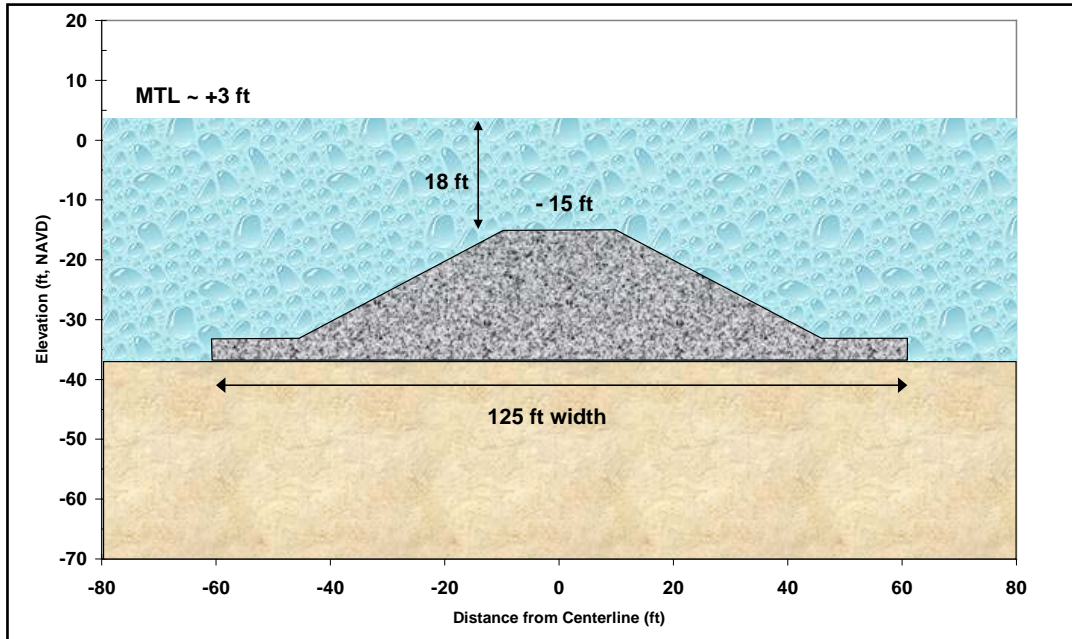 20
10
MTL ~ +3 ft
0
18 ft
-10
- 15 ft
-20
Elevation (ft, NAVD)
-30
-40
125 ft width
-50
-60
-70
-80 -60 -40 -20 0 20 40 60 80
Distance from Centerline (ft)